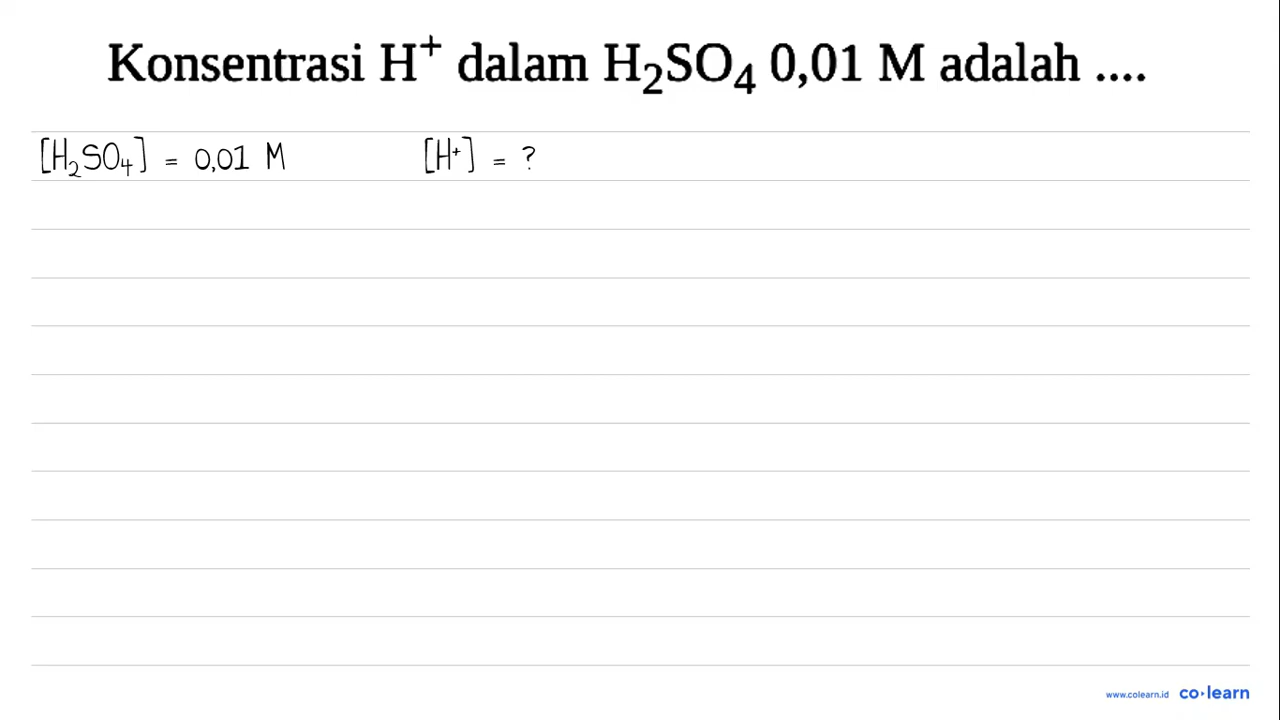 Konsentrasi H⁺ dalam H₂SO₄ 0,01 M adalah ....
[H₂SO₄] = 0,01 M [H⁺] = ?
www.colearn.id co·learn